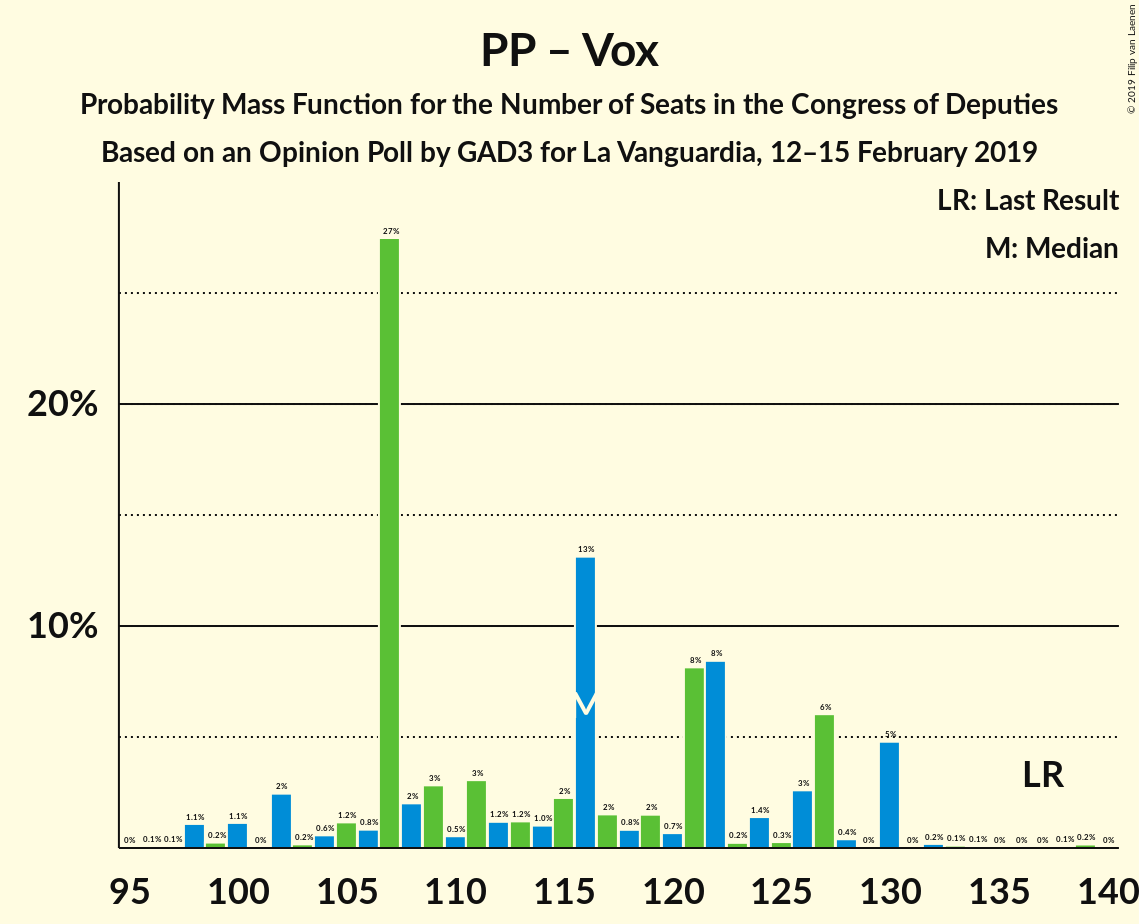 PP – Vox
Probability Mass Function for the Number of Seats in the Congress of Deputies
Based on an Opinion Poll by GAD3 for La Vanguardia, 12–15 February 2019
© 2019 Filip van Laenen
LR: Last Result
M: Median
20%
10%
0% 0.1% 0.1% 1.1% 0.2% 1.1% 0% 2% 0.2% 0.6% 1.2% 0.8% 27% 2% 3% 0.5% 3% 1.2% 1.2% 1.0% 2% 13% 2% 0.8% 2% 0.7% 8% 8% 0.2% 1.4% 0.3% 3% 6% 0.4% 0% 5% 0% 0.2% 0.1% 0.1% 0% 0% 0% 0.1% 0.2% 0%
M
LR
95 100 105 110 115 120 125 130 135 140